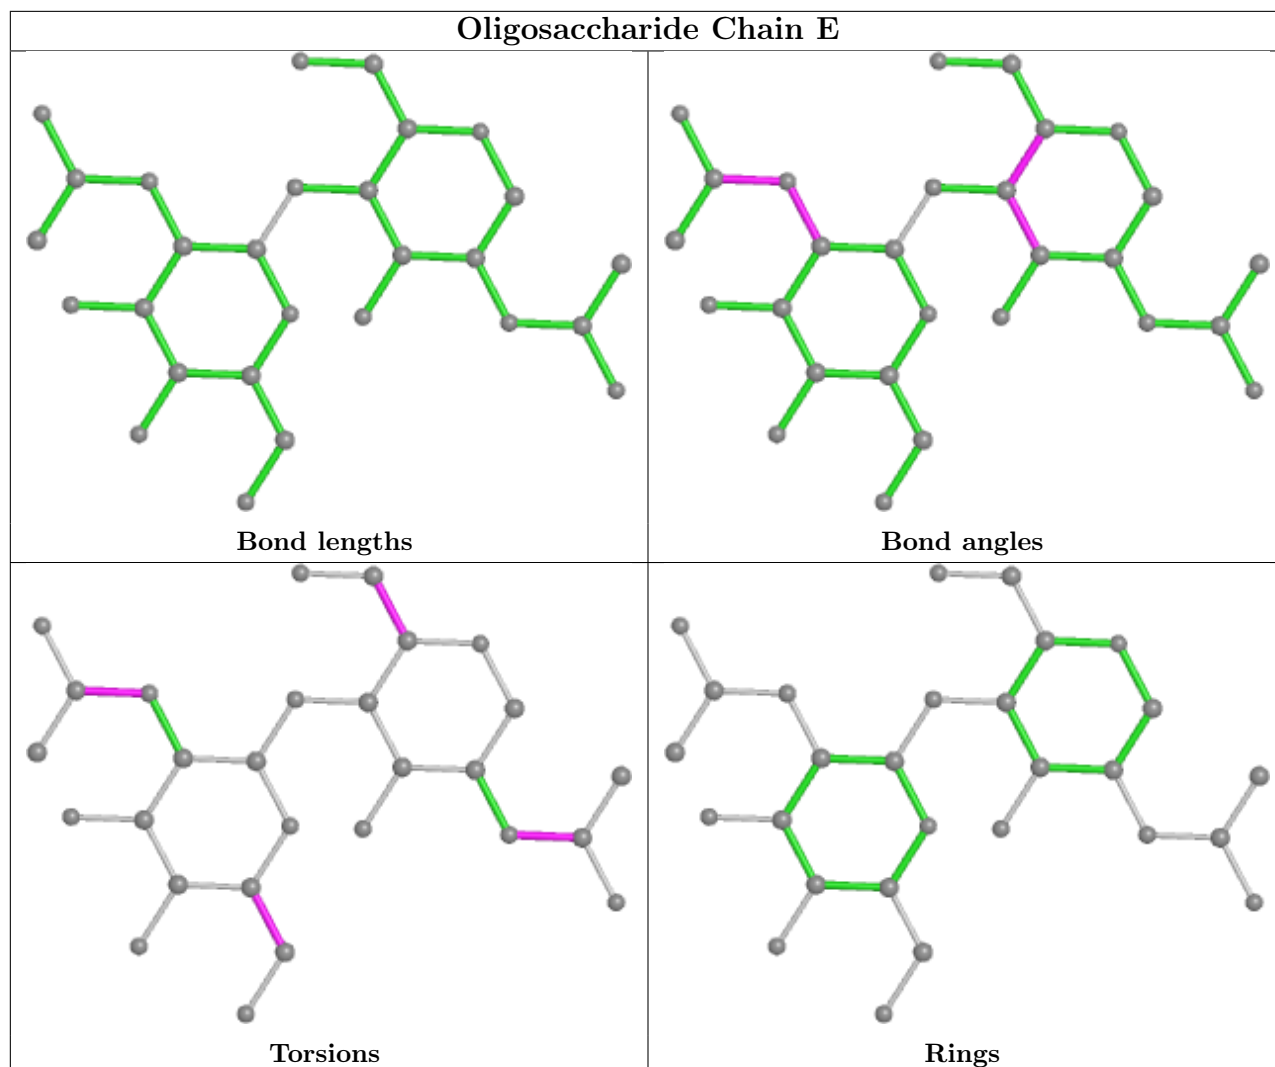 Oligosaccharide Chain E
Bond lengths
Bond angles
Torsions
Rings